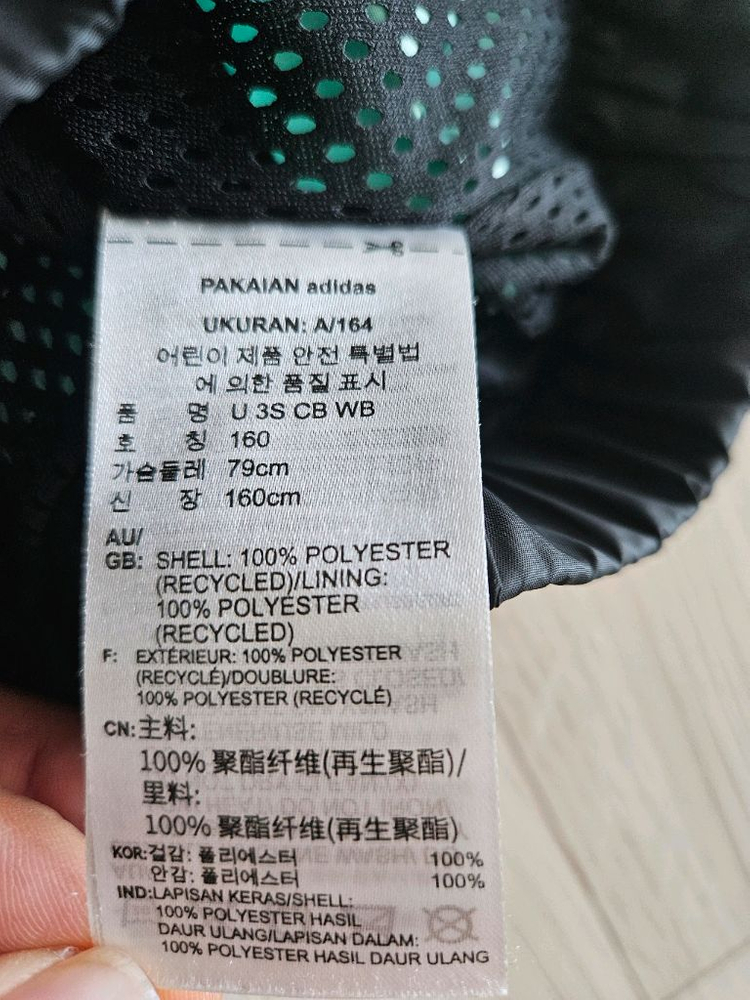 PAKAIAN adidas
UKURAN: A/164
어린이 제품 안전 특별법
에 의한 품질 표시
품 명 U 3S CB WB
호 칭 160
가슴둘레 79cm
신 장 160cm
AU/
GB: SHELL: 100% POLYESTER
(RECYCLED)/LINING:
100% POLYESTER
(RECYCLED)
F: EXTÉRIEUR: 100% POLYESTER
(RECYCLÉ)/DOUBLURE:
100% POLYESTER (RECYCLÉ)
CN:主料:
100% 聚酯纤维(再生聚酯)/
里料:
100% 聚酯纤维(再生聚酯)
KOR:겉감: 폴리에스터 100%
안감: 폴리에스터 100%
IND:LAPISAN KERAS/SHELL:
100% POLYESTER HASIL
DAUR ULANG/LAPISAN DALAM:
100% POLYESTER HASIL DAUR ULANG